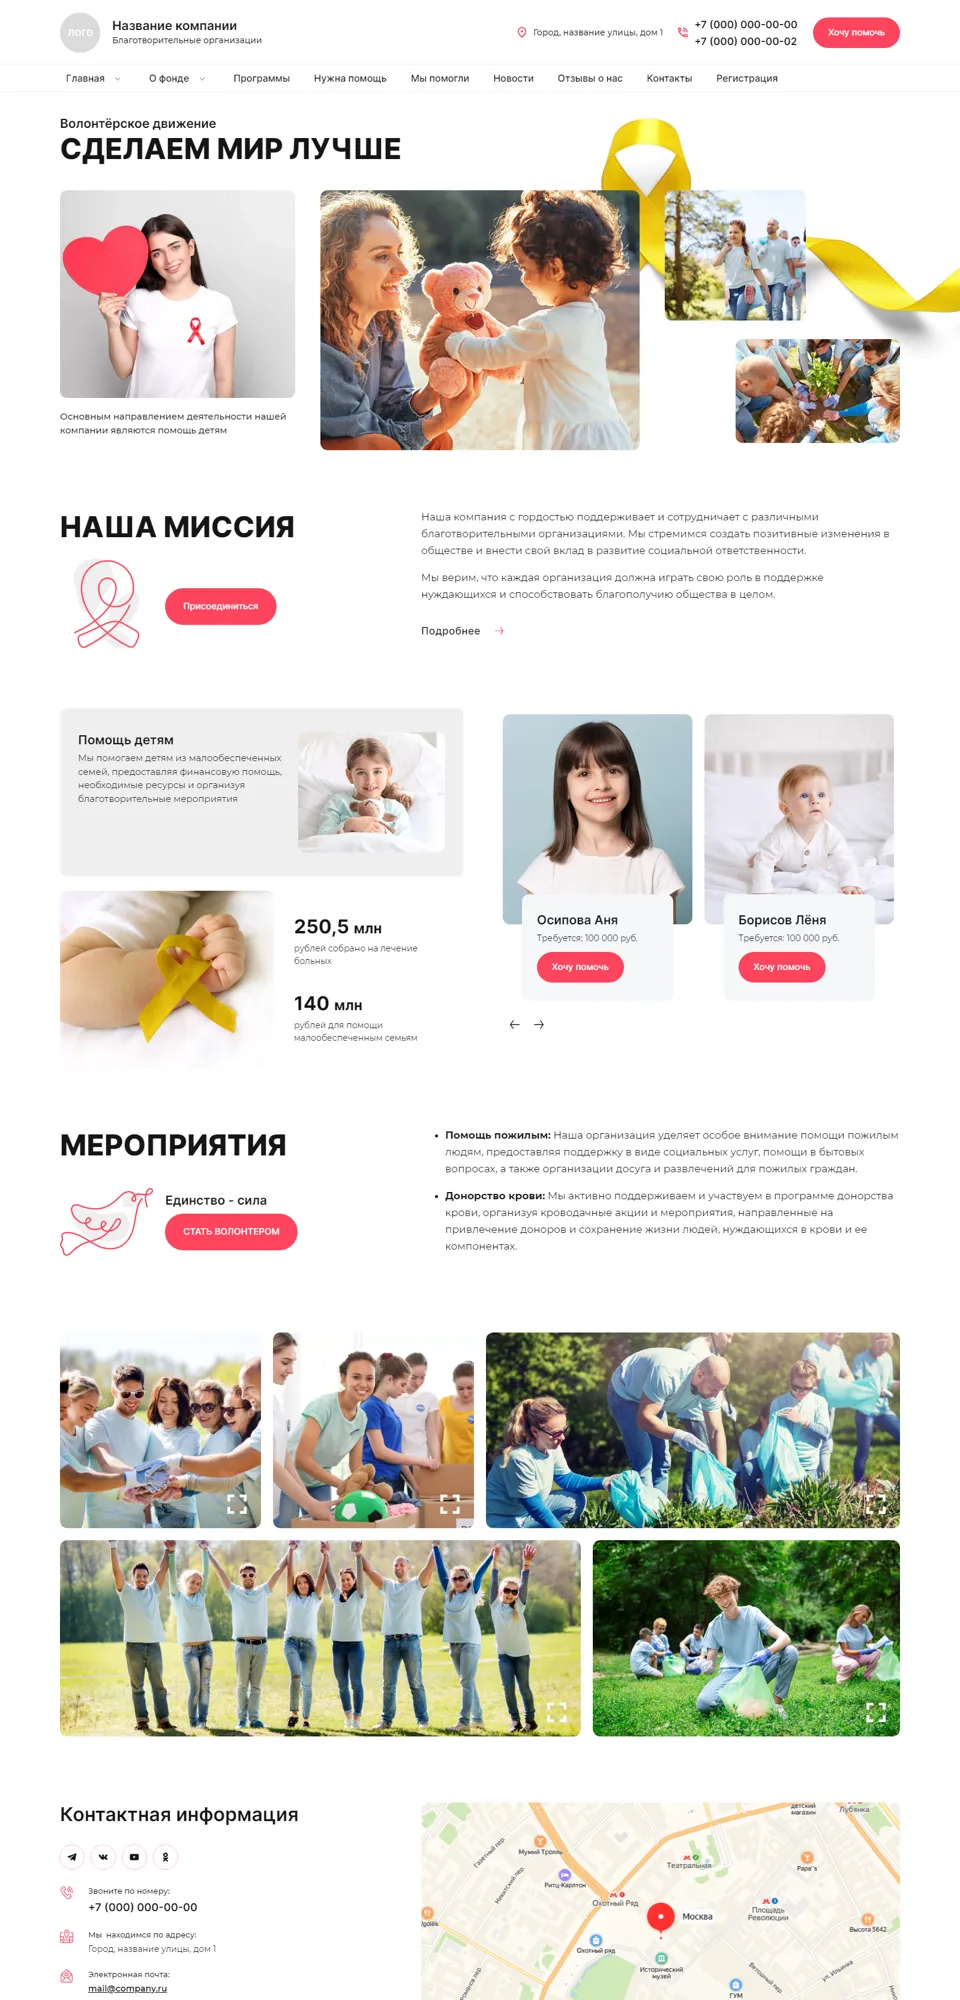 ЛОГО
Название компании
Благотворительные организации
Город, название улицы, дом 1
+7 (000) 000-00-00
+7 (000) 000-00-02
Хочу помочь
Главная
О фонде
Программы
Нужна помощь
Мы помогли
Новости
Отзывы о нас
Контакты
Регистрация
Волонтёрское движение
СДЕЛАЕМ МИР ЛУЧШЕ
Основным направлением деятельности нашей
компании являются помощь детям
НАША МИССИЯ
Присоединиться
Наша компания с гордостью поддерживает и сотрудничает с различными
благотворительными организациями. Мы стремимся создать позитивные изменения в
обществе и внести свой вклад в развитие социальной ответственности.
Мы верим, что каждая организация должна играть свою роль в поддержке
нуждающихся и способствовать благополучию общества в целом.
Подробнее
Помощь детям
Мы помогаем детям из малообеспеченных
семей, предоставляя финансовую помощь,
необходимые ресурсы и организуя
благотворительные мероприятия
250,5 млн
рублей собрано на лечение
больных
140 млн
рублей для помощи
малообеспеченным семьям
Осипова Аня
Требуется: 100 000 руб.
Хочу помочь
Борисов Лёня
Требуется: 100 000 руб.
Хочу помочь
МЕРОПРИЯТИЯ
Единство - сила
СТАТЬ ВОЛОНТЕРОМ
Помощь пожилым: Наша организация уделяет особое внимание помощи пожилым
людям, предоставляя поддержку в виде социальных услуг, помощи в бытовых
вопросах, а также организации досуга и развлечений для пожилых граждан.
Донорство крови: Мы активно поддерживаем и участвуем в программе донорства
крови, организуя кроводачные акции и мероприятия, направленные на
привлечение доноров и сохранение жизни людей, нуждающихся в крови и ее
компонентах.
Контактная информация
Звоните по номеру:
+7 (000) 000-00-00
Мы находимся по адресу:
Город, название улицы, дом 1
Электронная почта:
mail@company.ru
детский
магазин
Лубянка
Газетный пер.
Мумий Тролль
Театральная
Papa`s
Никитский пер.
Ритц-Карлтон
Охотный Ряд
Москва
Площадь
Революции
Высота 5642
Охотный ряд
Исторический
музей
Ветошный пер.
ул. Ильинка
ГУМ